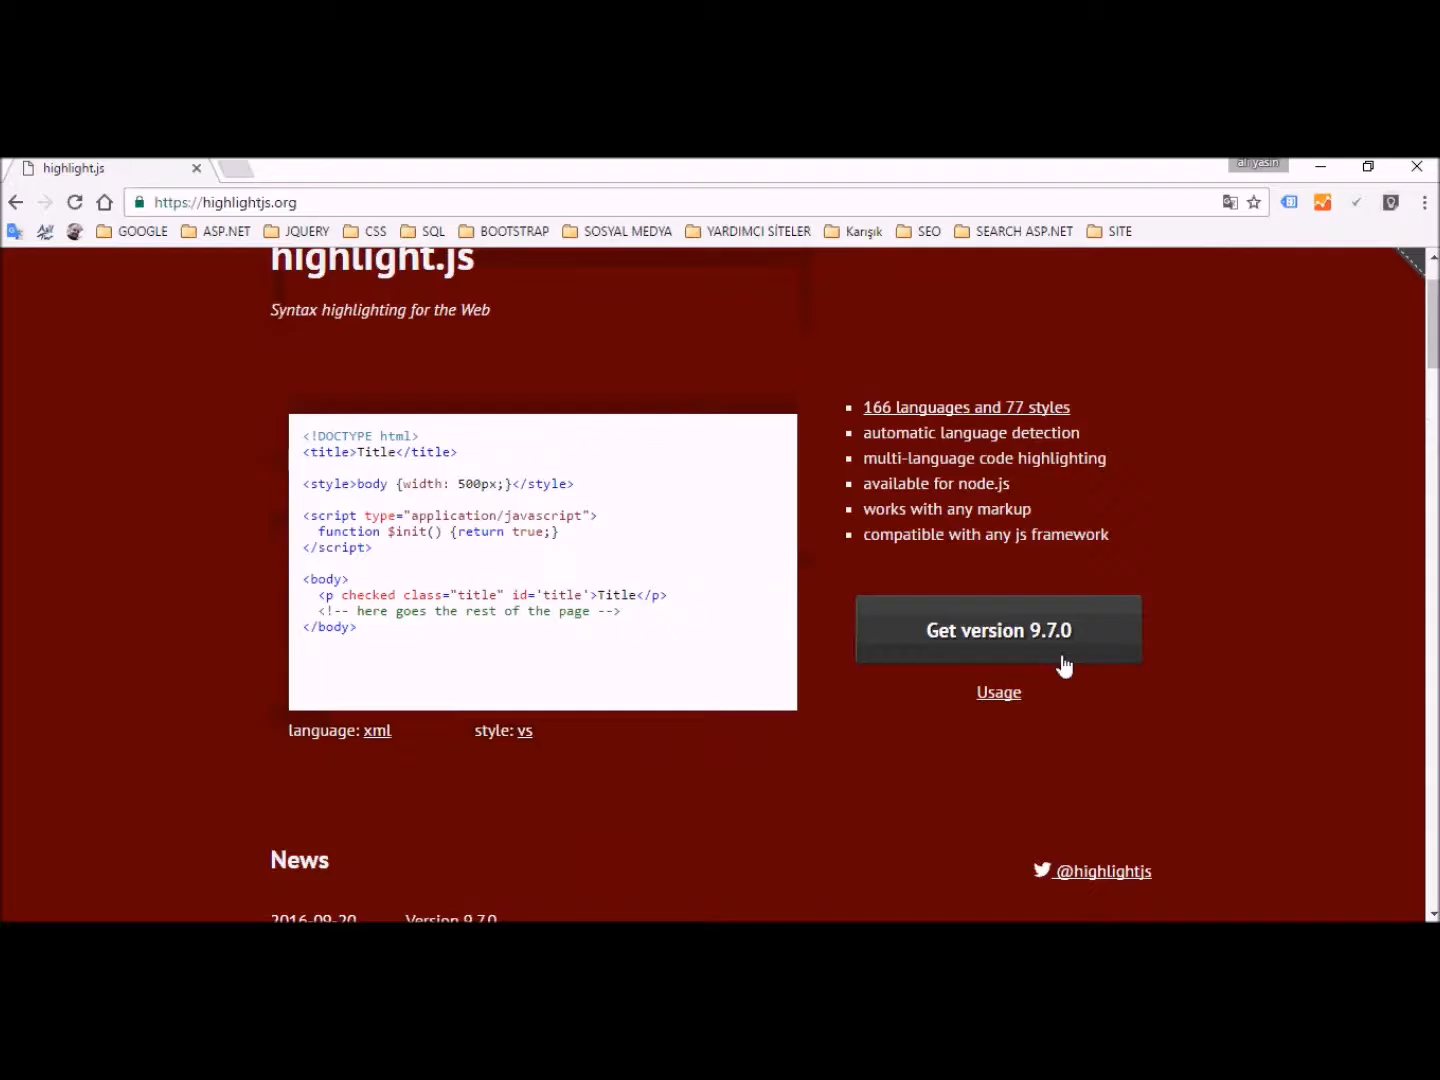 highlight.js
ali yasin
https://highlightjs.org
GOOGLE ASP.NET JQUERY CSS SQL BOOTSTRAP SOSYAL MEDYA YARDIMCI SİTELER Karışık SEO SEARCH ASP.NET SITE
highlight.js
Syntax highlighting for the Web
<!DOCTYPE html>
<title>Title</title>
<style>body {width: 500px;}</style>
<script type="application/javascript">
function $init() {return true;}
</script>
<body>
<p checked class="title" id='title'>Title</p>
<!-- here goes the rest of the page -->
</body>
language: xml
style: vs
166 languages and 77 styles
automatic language detection
multi-language code highlighting
available for node.js
works with any markup
compatible with any js framework
Get version 9.7.0
Usage
News
@highlightjs
2016-09-20 Version 9.7.0